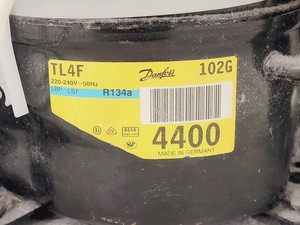 TL4F Danfoss 102G
220-240V - 50Hz
LBP LST R134a
4400
MADE IN GERMANY